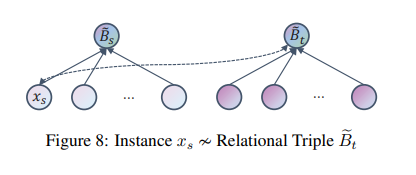 B̃ₛ B̃ₜ
xₛ ... ...
Figure 8: Instance xₛ ≁ Relational Triple B̃ₜ